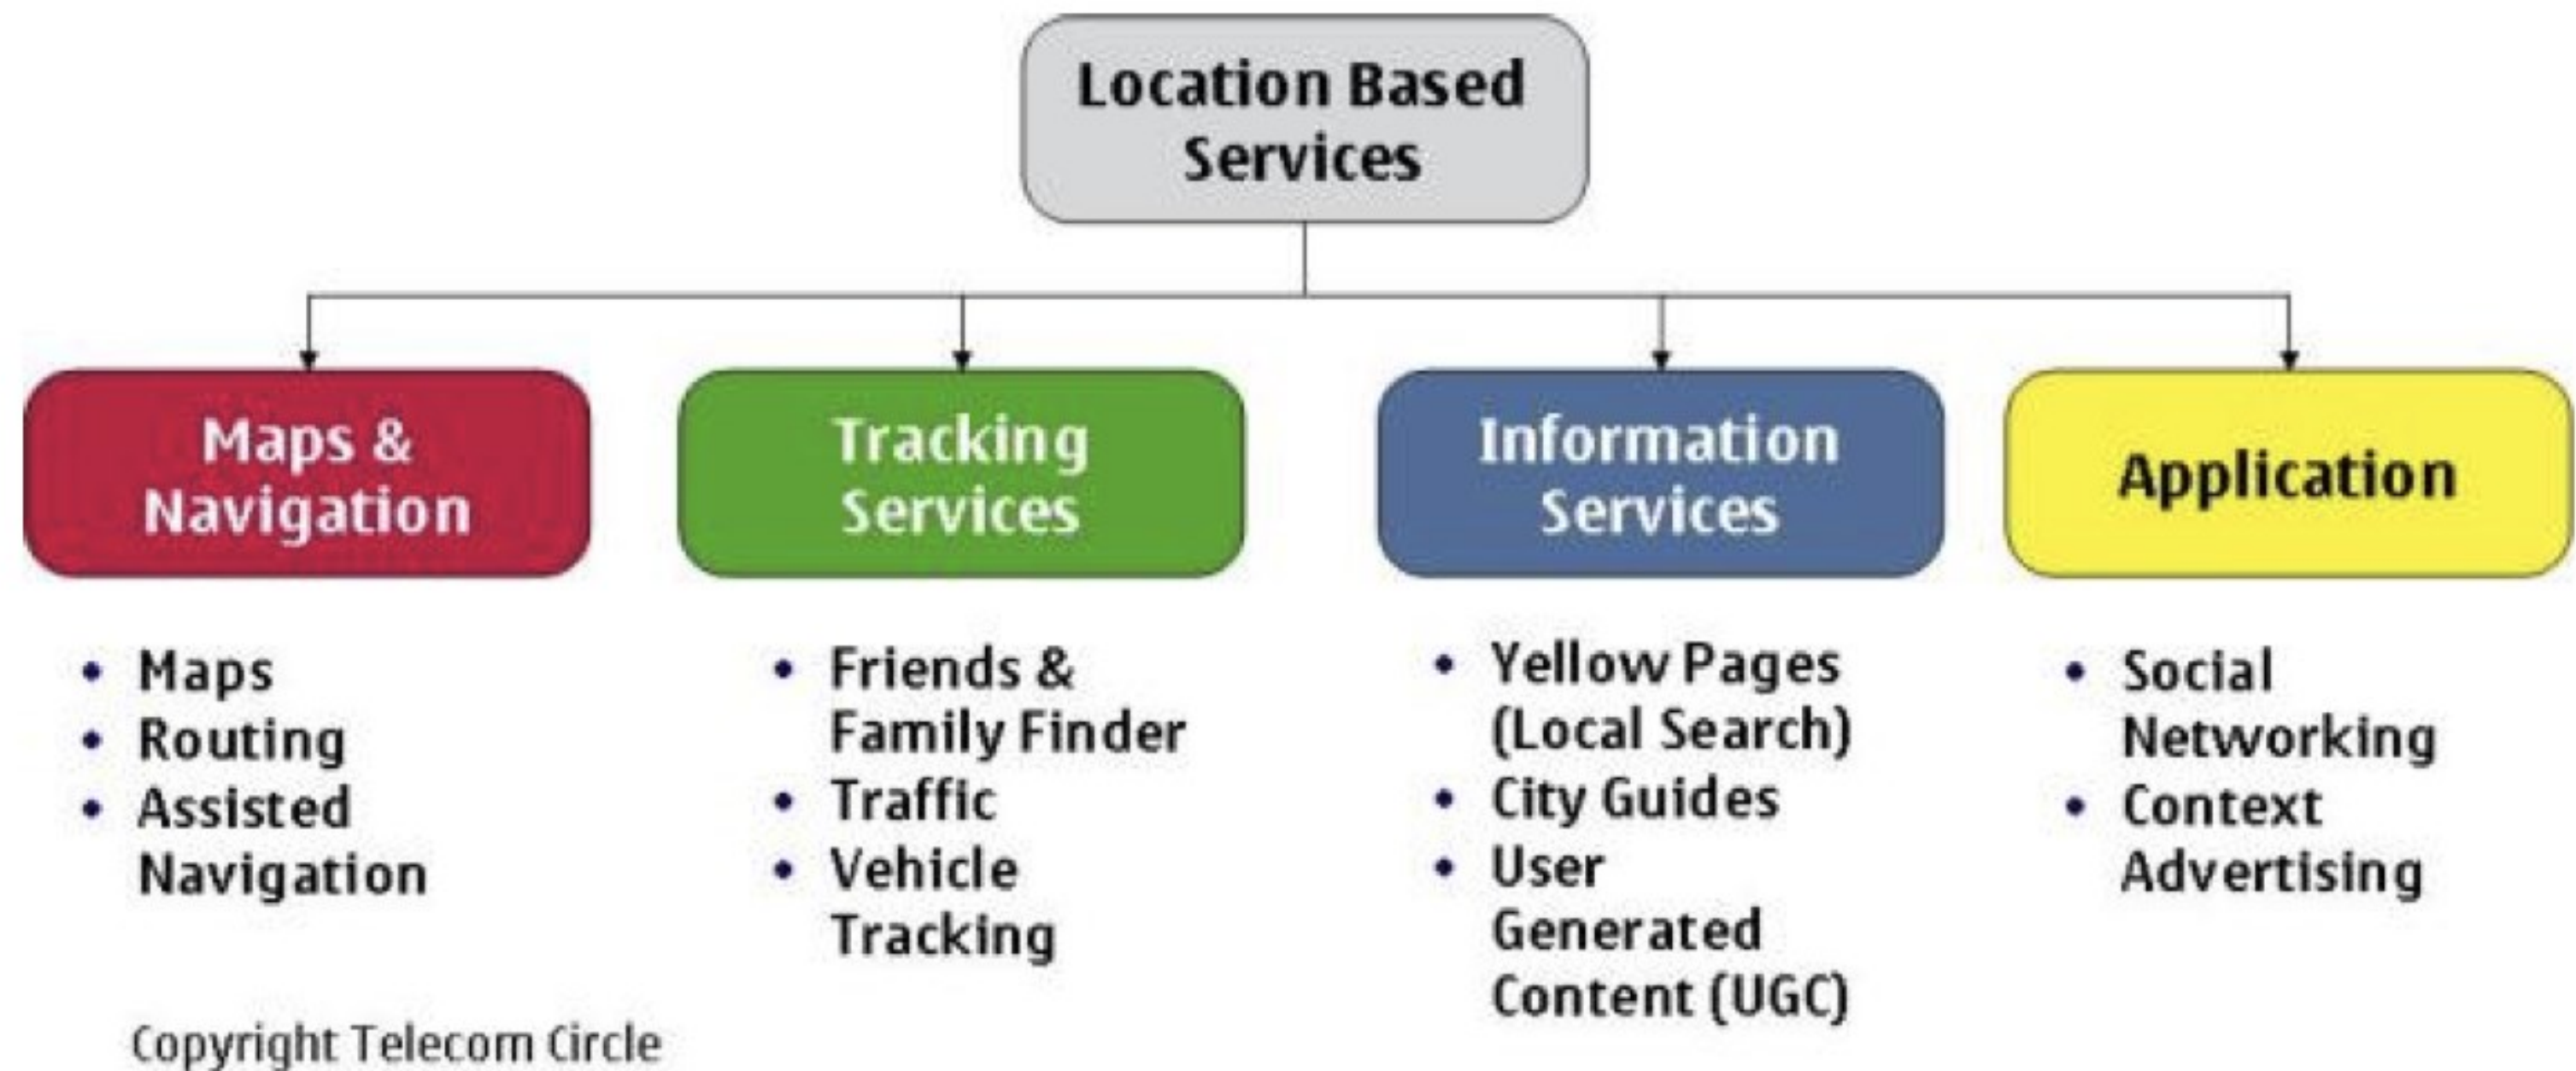 Location Based
Services
Maps &
Navigation
Tracking
Services
Information
Services
Application
• Maps
• Routing
• Assisted
Navigation
• Friends &
Family Finder
• Traffic
• Vehicle
Tracking
• Yellow Pages
(Local Search)
• City Guides
• User
Generated
Content (UGC)
• Social
Networking
• Context
Advertising
Copyright Telecom Circle